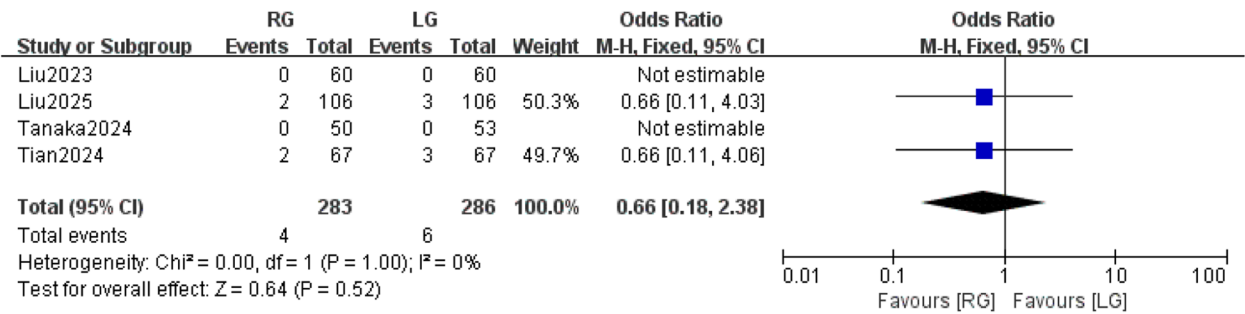 RG LG Odds Ratio Odds Ratio
Study or Subgroup Events Total Events Total Weight M-H, Fixed, 95% CI M-H, Fixed, 95% CI
Liu2023 0 60 0 60 Not estimable
Liu2025 2 106 3 106 50.3% 0.66 [0.11, 4.03]
Tanaka2024 0 50 0 53 Not estimable
Tian2024 2 67 3 67 49.7% 0.66 [0.11, 4.06]
Total (95% CI) 283 286 100.0% 0.66 [0.18, 2.38]
Total events 4 6
Heterogeneity: Chi² = 0.00, df = 1 (P = 1.00); I² = 0%
Test for overall effect: Z = 0.64 (P = 0.52)
0.01 0.1 1 10 100
Favours [RG] Favours [LG]